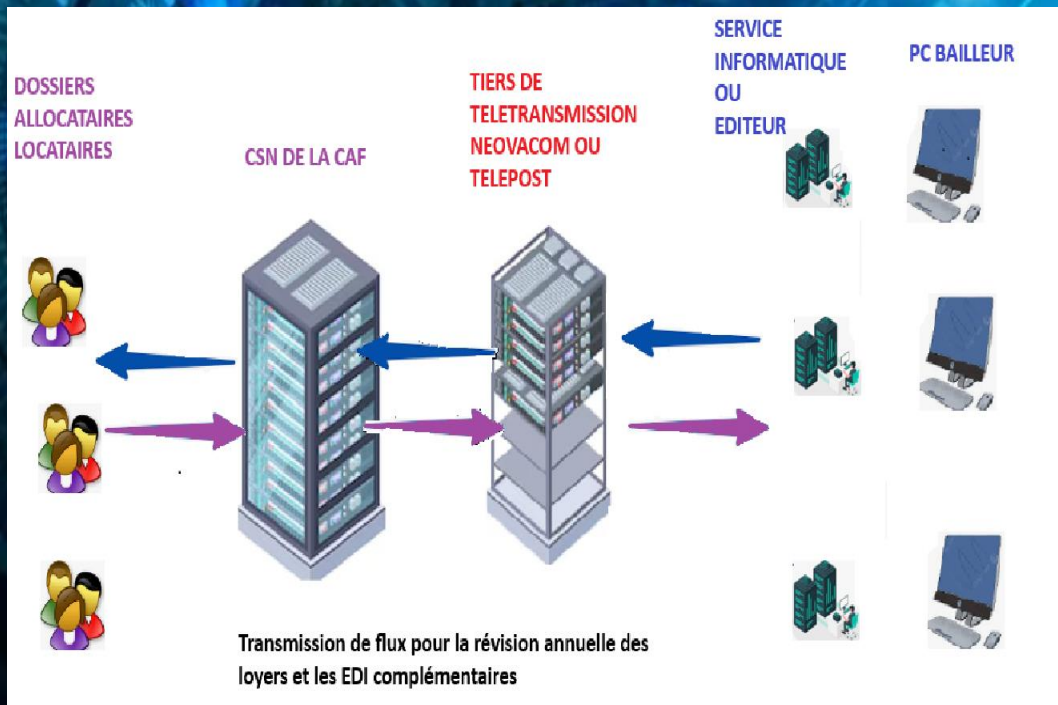 DOSSIERS
ALLOCATAIRES
LOCATAIRES
CSN DE LA CAF
TIERS DE
TELETRANSMISSION
NEOVACOM OU
TELEPOST
SERVICE
INFORMATIQUE
OU
EDITEUR
PC BAILLEUR
Transmission de flux pour la révision annuelle des
loyers et les EDI complémentaires